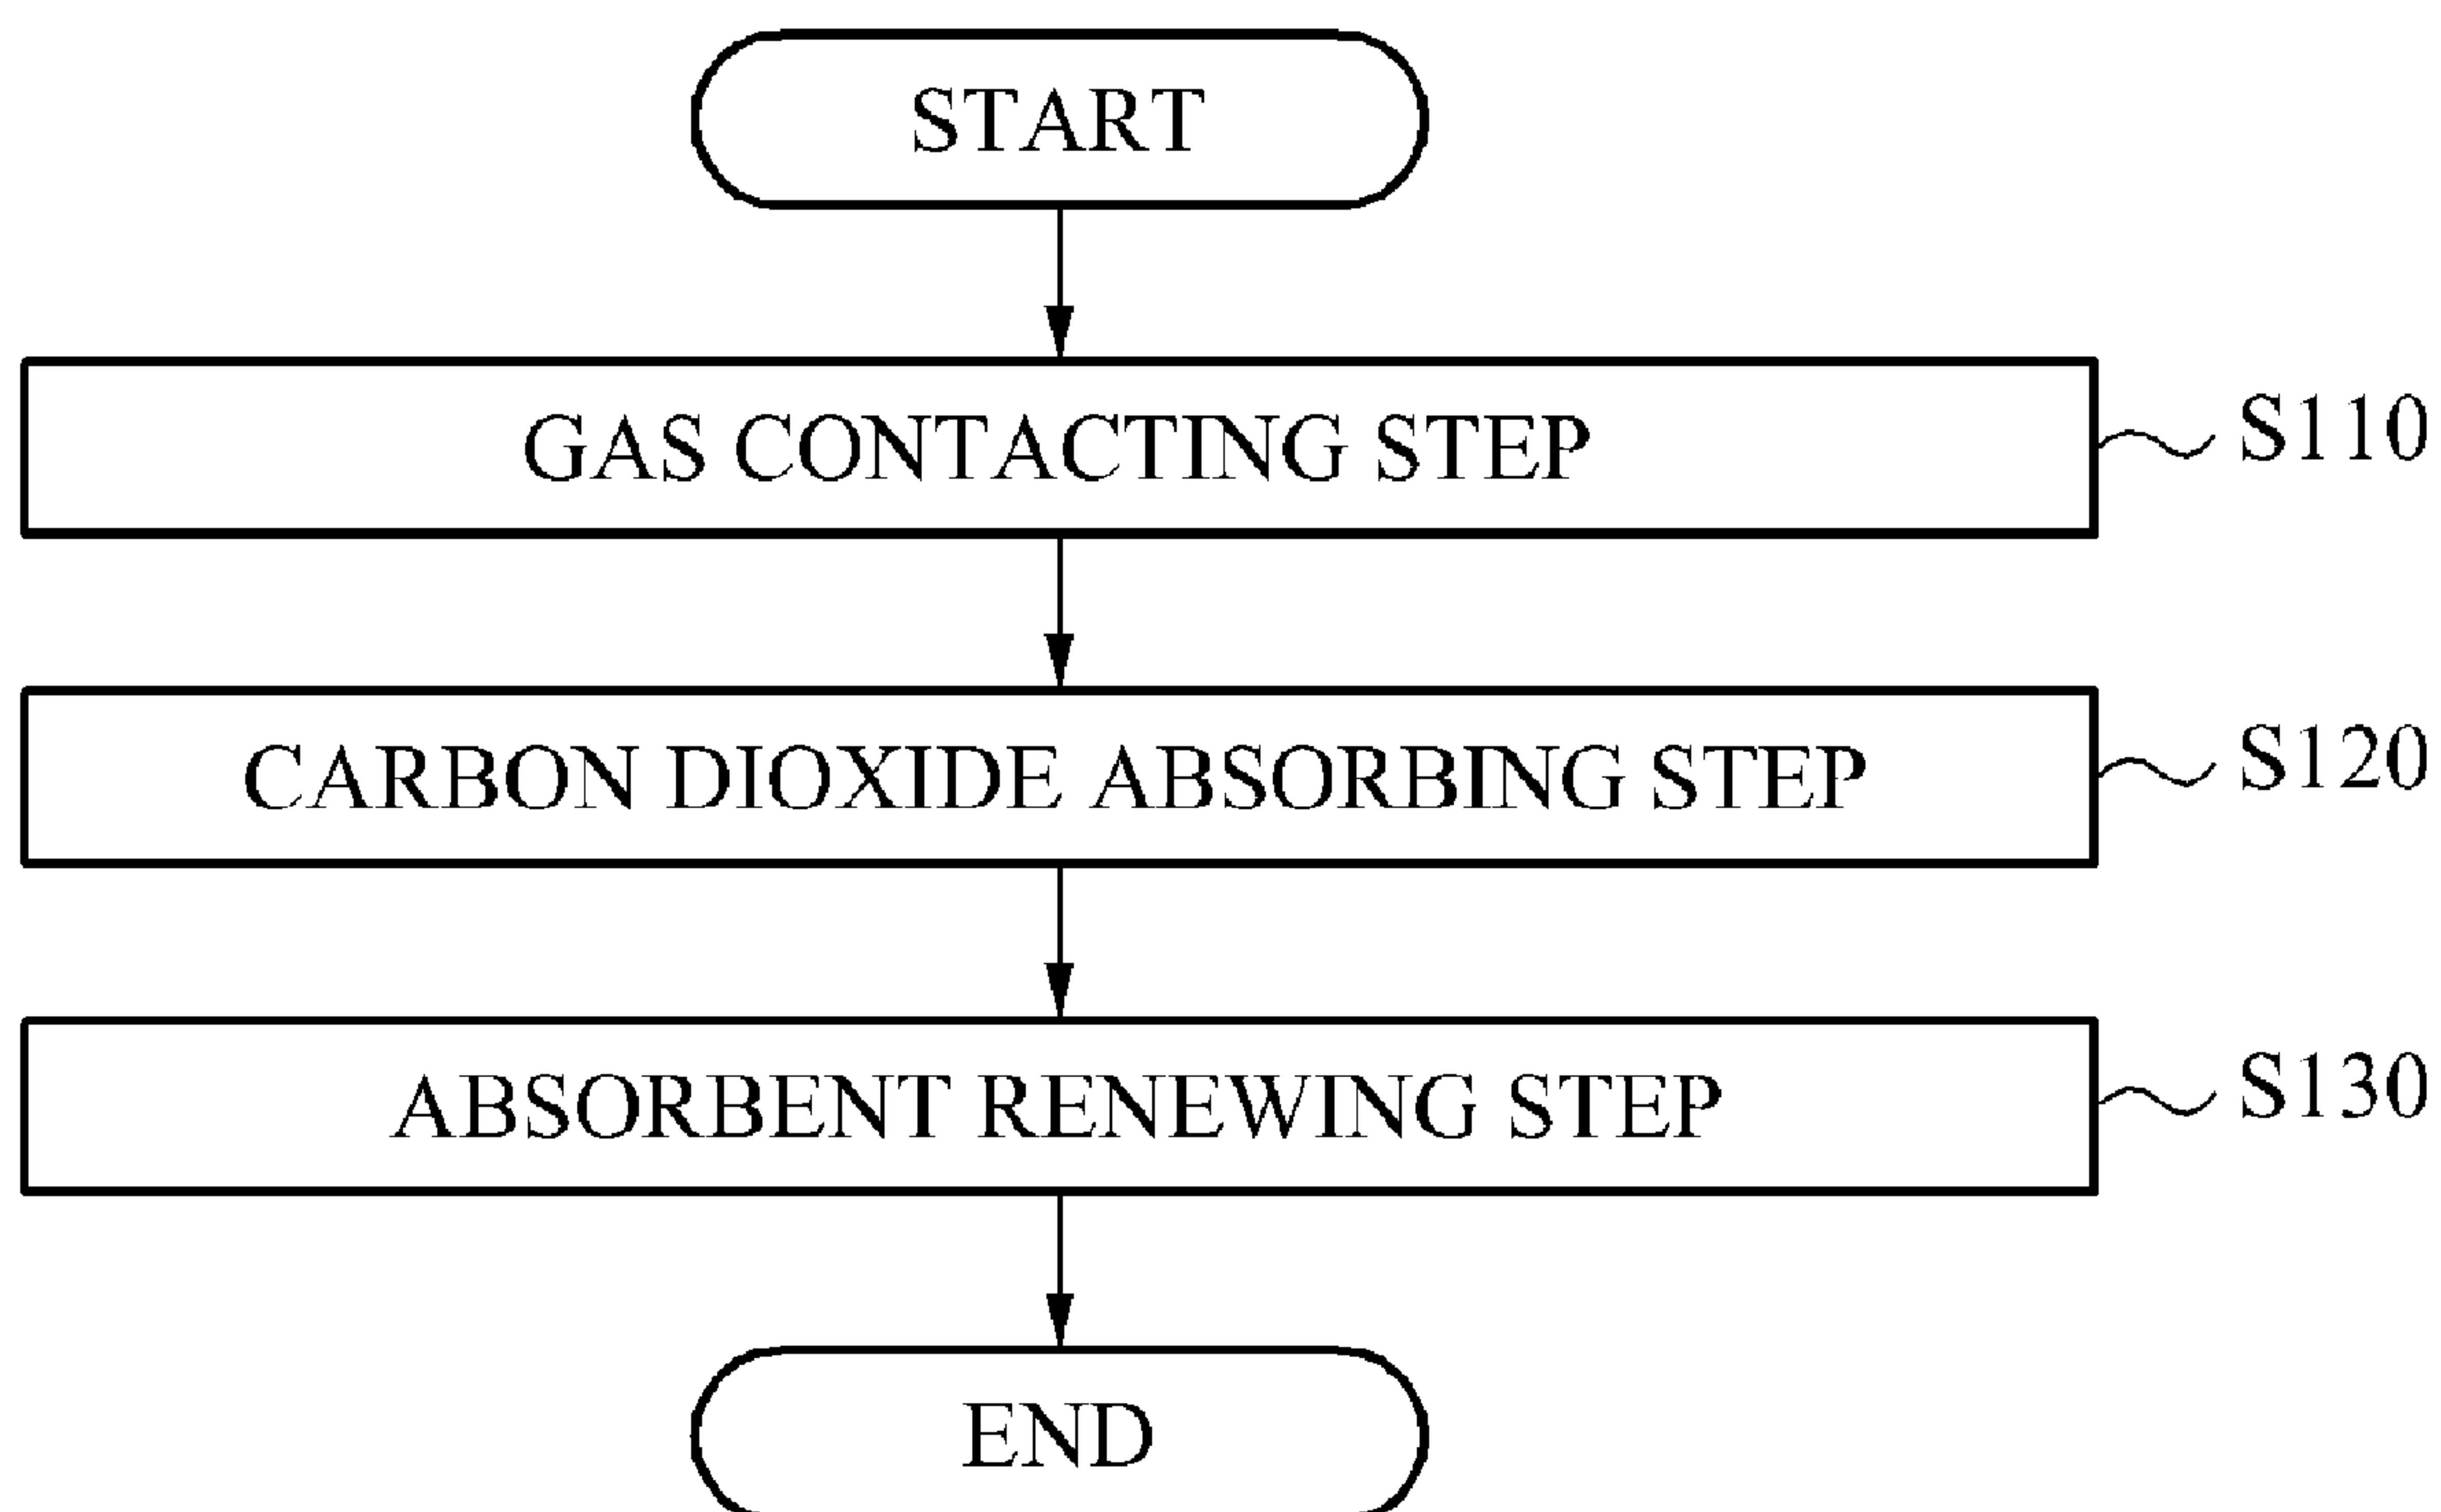 START
GAS CONTACTING STEP
S110
CARBON DIOXIDE ABSORBING STEP
S120
ABSORBENT RENEWING STEP
S130
END